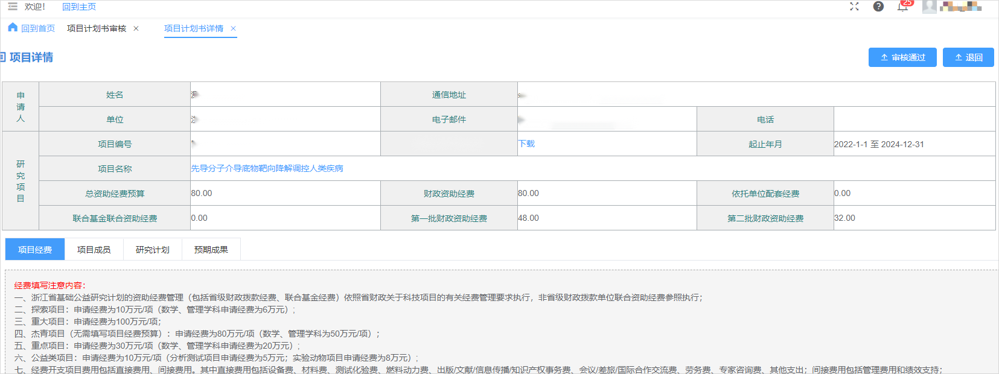 欢迎! 回到主页 25
回到首页 项目计划书审核 × 项目计划书详情 ×
项目详情 审核通过 退回
申请人 姓名 通信地址
单位 电子邮件 电话
研究项目 项目编号 下载 起止年月 2022-1-1 至 2024-12-31
项目名称 先导分子介导底物靶向降解调控人类疾病
总资助经费预算 80.00 财政资助经费 80.00 依托单位配套经费 0.00
联合基金联合资助经费 0.00 第一批财政资助经费 48.00 第二批财政资助经费 32.00
项目经费 项目成员 研究计划 预期成果
经费填写注意内容：
一、浙江省基础公益研究计划的资助经费管理（包括省级财政拨款经费、联合基金经费）依照省财政关于科技项目的有关经费管理要求执行，非省级财政拨款单位联合资助经费参照执行；
二、探索项目：申请经费为10万元/项（数学、管理学科申请经费为6万元）;
三、重大项目：申请经费为100万元/项；
四、杰青项目（无需填写项目经费预算）: 申请经费为80万元/项（数学、管理学科为50万元/项）;
五、重点项目：申请经费为30万元/项（数学、管理学科申请经费为20万元）;
六、公益类项目：申请经费为10万元/项（分析测试项目申请经费为5万元；实验动物项目申请经费为8万元）;
七、经费开支项目费用包括直接费用、间接费用。其中直接费用包括设备费、材料费、测试化验费、燃料动力费、出版/文献/信息传播/知识产权事务费、会议/差旅/国际合作交流费、劳务费、专家咨询费、其他支出；间接费用包括管理费用和绩效支持；